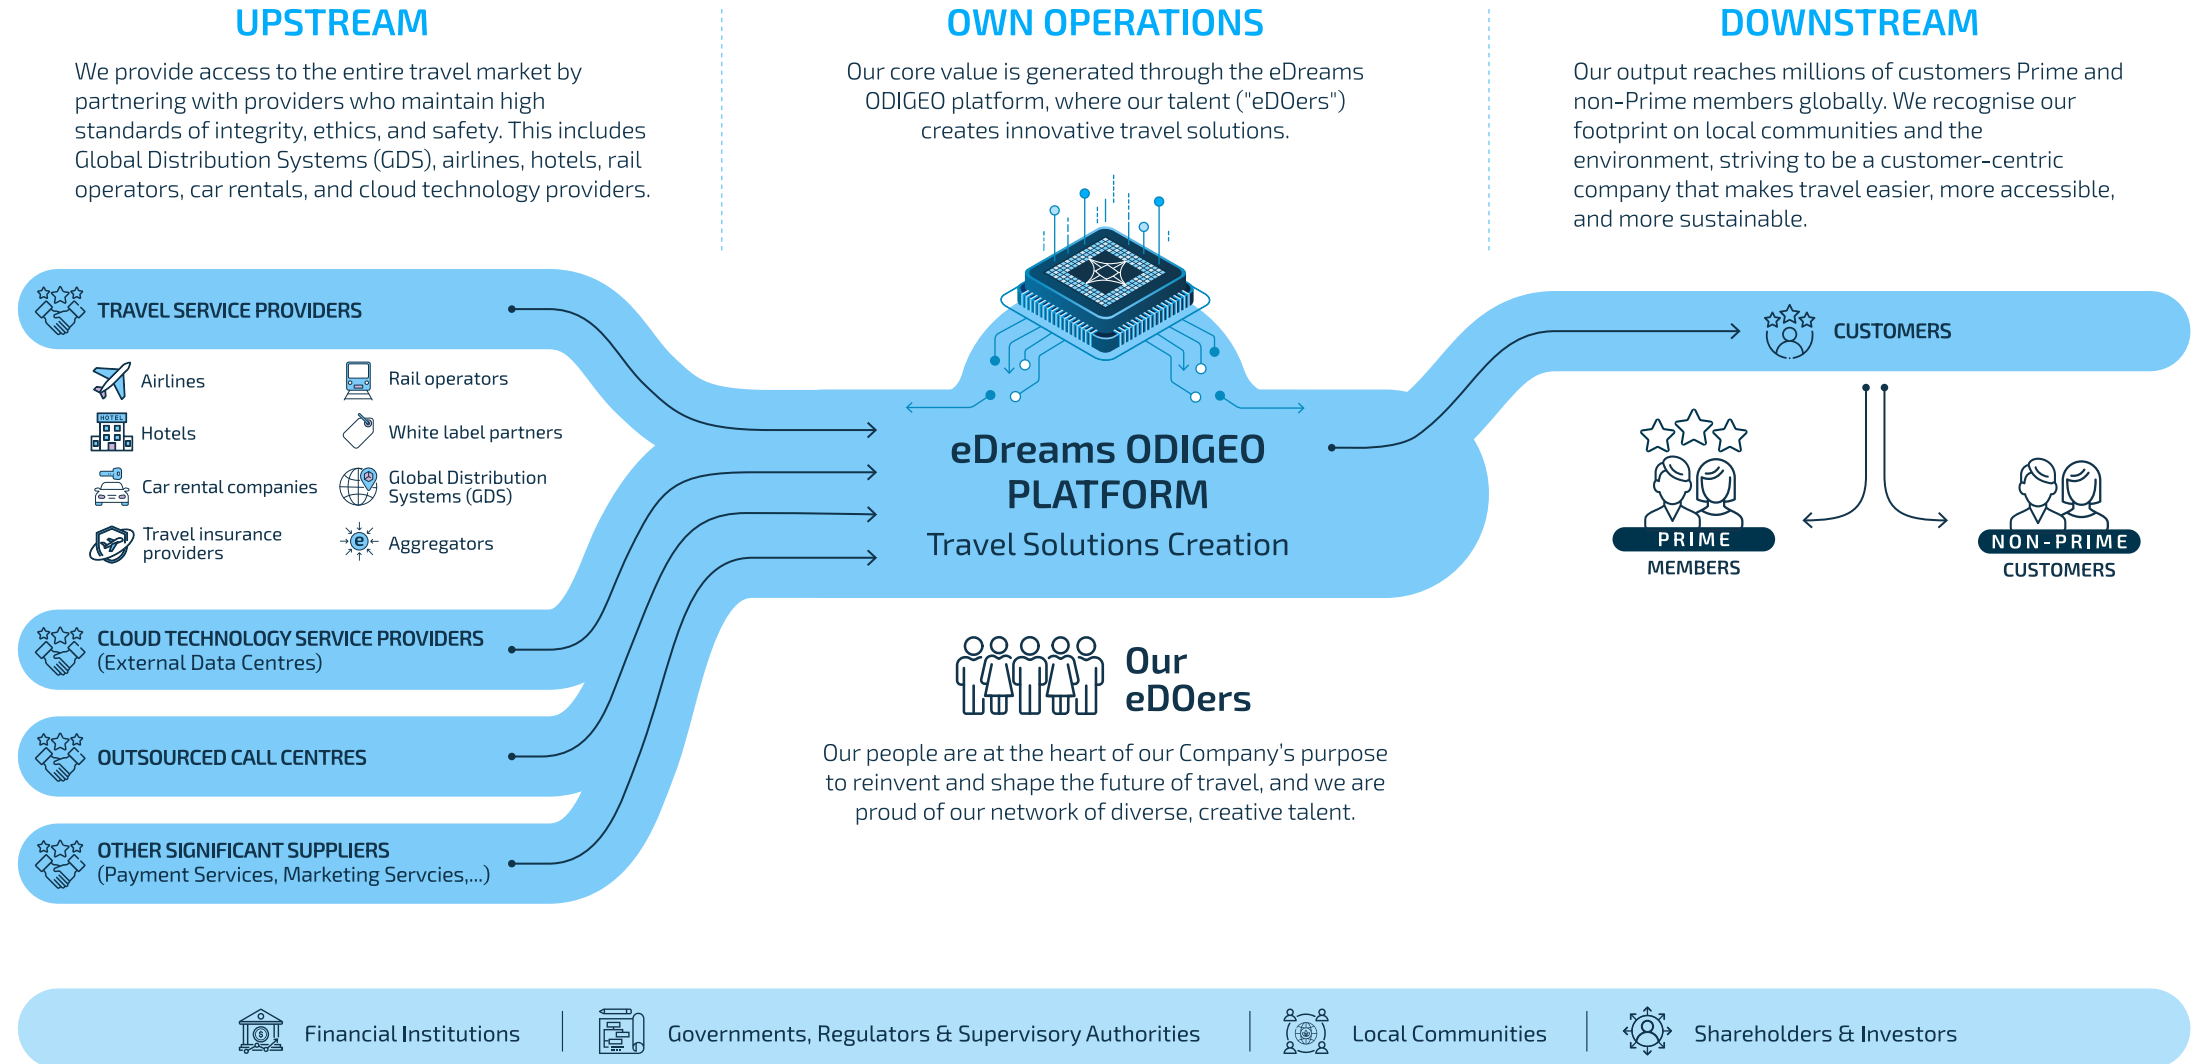 UPSTREAM
We provide access to the entire travel market by
partnering with providers who maintain high
standards of integrity, ethics, and safety. This includes
Global Distribution Systems (GDS), airlines, hotels, rail
operators, car rentals, and cloud technology providers.
OWN OPERATIONS
Our core value is generated through the eDreams
ODIGEO platform, where our talent ("eDOers")
creates innovative travel solutions.
DOWNSTREAM
Our output reaches millions of customers Prime and
non-Prime members globally. We recognise our
footprint on local communities and the
environment, striving to be a customer-centric
company that makes travel easier, more accessible,
and more sustainable.
TRAVEL SERVICE PROVIDERS
Airlines
Rail operators
HOTEL
Hotels
White label partners
Car rental companies
Global Distribution
Systems (GDS)
Travel insurance
providers
e
Aggregators
CLOUD TECHNOLOGY SERVICE PROVIDERS
(External Data Centres)
OUTSOURCED CALL CENTRES
OTHER SIGNIFICANT SUPPLIERS
(Payment Services, Marketing Servcies,...)
eDreams ODIGEO
PLATFORM
Travel Solutions Creation
Our
eDOers
Our people are at the heart of our Company’s purpose
to reinvent and shape the future of travel, and we are
proud of our network of diverse, creative talent.
CUSTOMERS
PRIME
MEMBERS
NON-PRIME
CUSTOMERS
Financial Institutions
Governments, Regulators & Supervisory Authorities
Local Communities
Shareholders & Investors